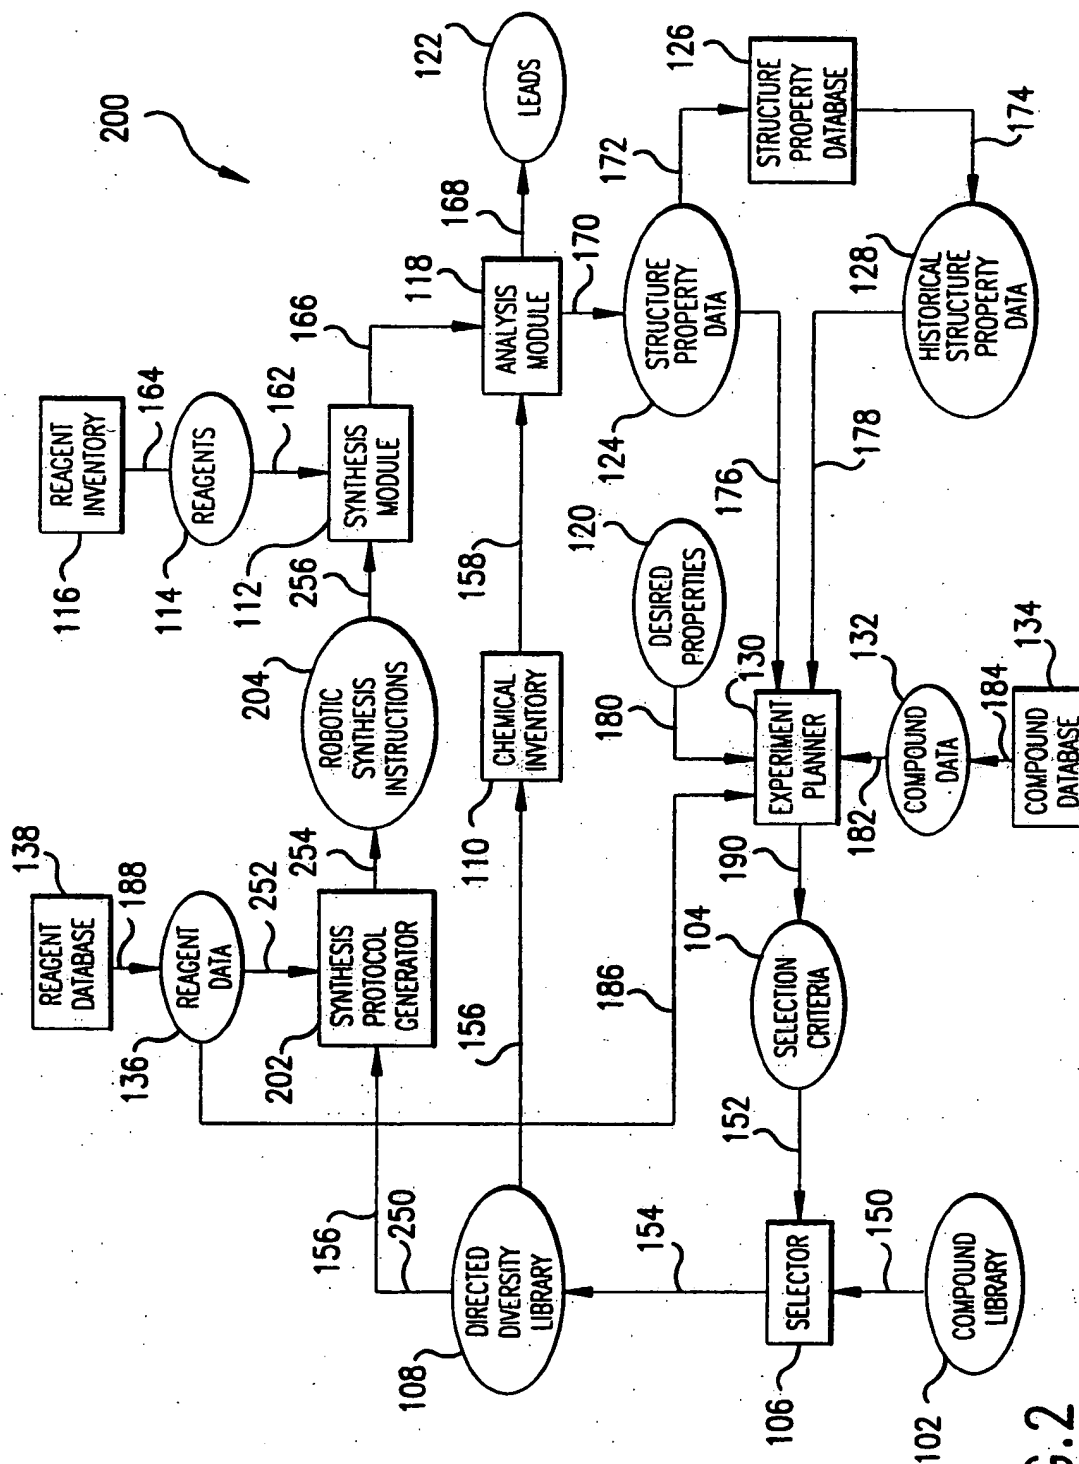 200
138
REAGENT
DATABASE
188
136
REAGENT
DATA
252
116
REAGENT
INVENTORY
164
114
REAGENTS
162
202
SYNTHESIS
PROTOCOL
GENERATOR
254
204
ROBOTIC
SYNTHESIS
INSTRUCTIONS
256
112
SYNTHESIS
MODULE
166
156
250
108
DIRECTED
DIVERSITY
LIBRARY
156
110
CHEMICAL
INVENTORY
158
118
ANALYSIS
MODULE
168
122
LEADS
170
154
186
180
120
DESIRED
PROPERTIES
124
STRUCTURE
PROPERTY
DATA
172
126
STRUCTURE
PROPERTY
DATABASE
176
106
SELECTOR
152
104
SELECTION
CRITERIA
190
130
EXPERIMENT
PLANNER
178
128
HISTORICAL
STRUCTURE
PROPERTY
DATA
174
102
COMPOUND
LIBRARY
150
182
132
COMPOUND
DATA
184
134
COMPOUND
DATABASE
G.2